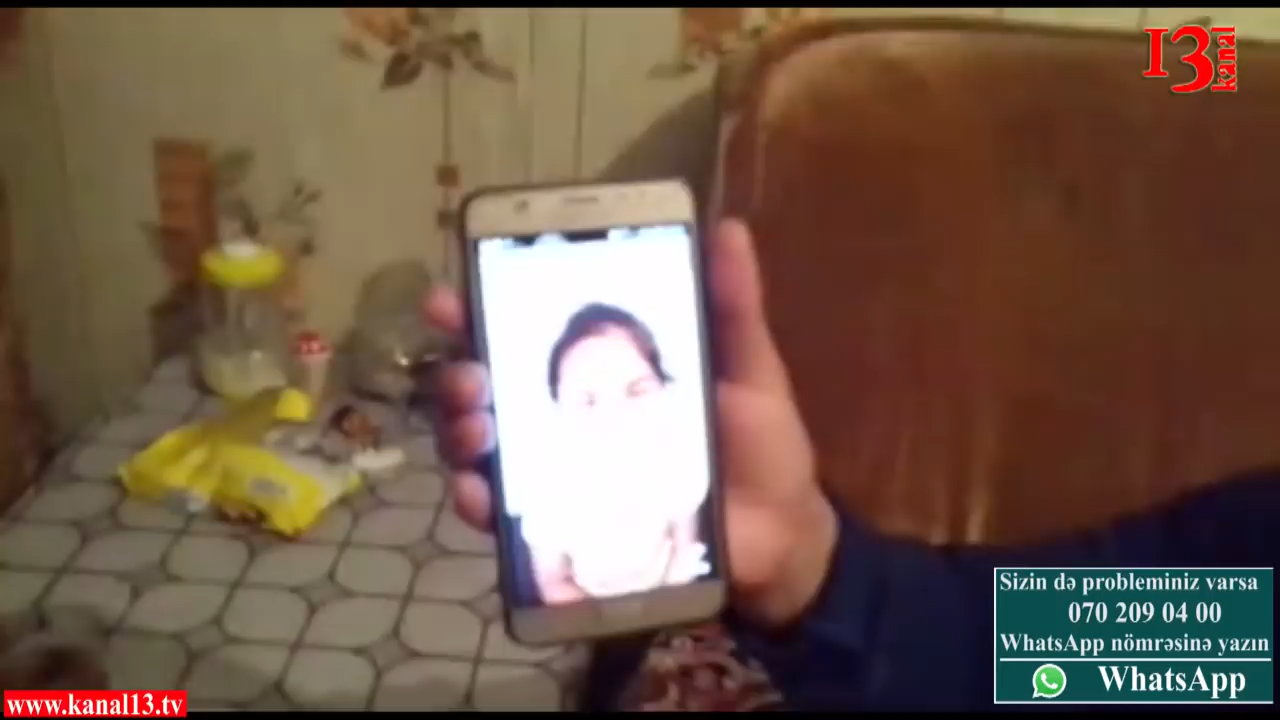 13
kanal
Sizin də probleminiz varsa
070 209 04 00
WhatsApp nömrəsinə yazın
WhatsApp
www.kanal13.tv